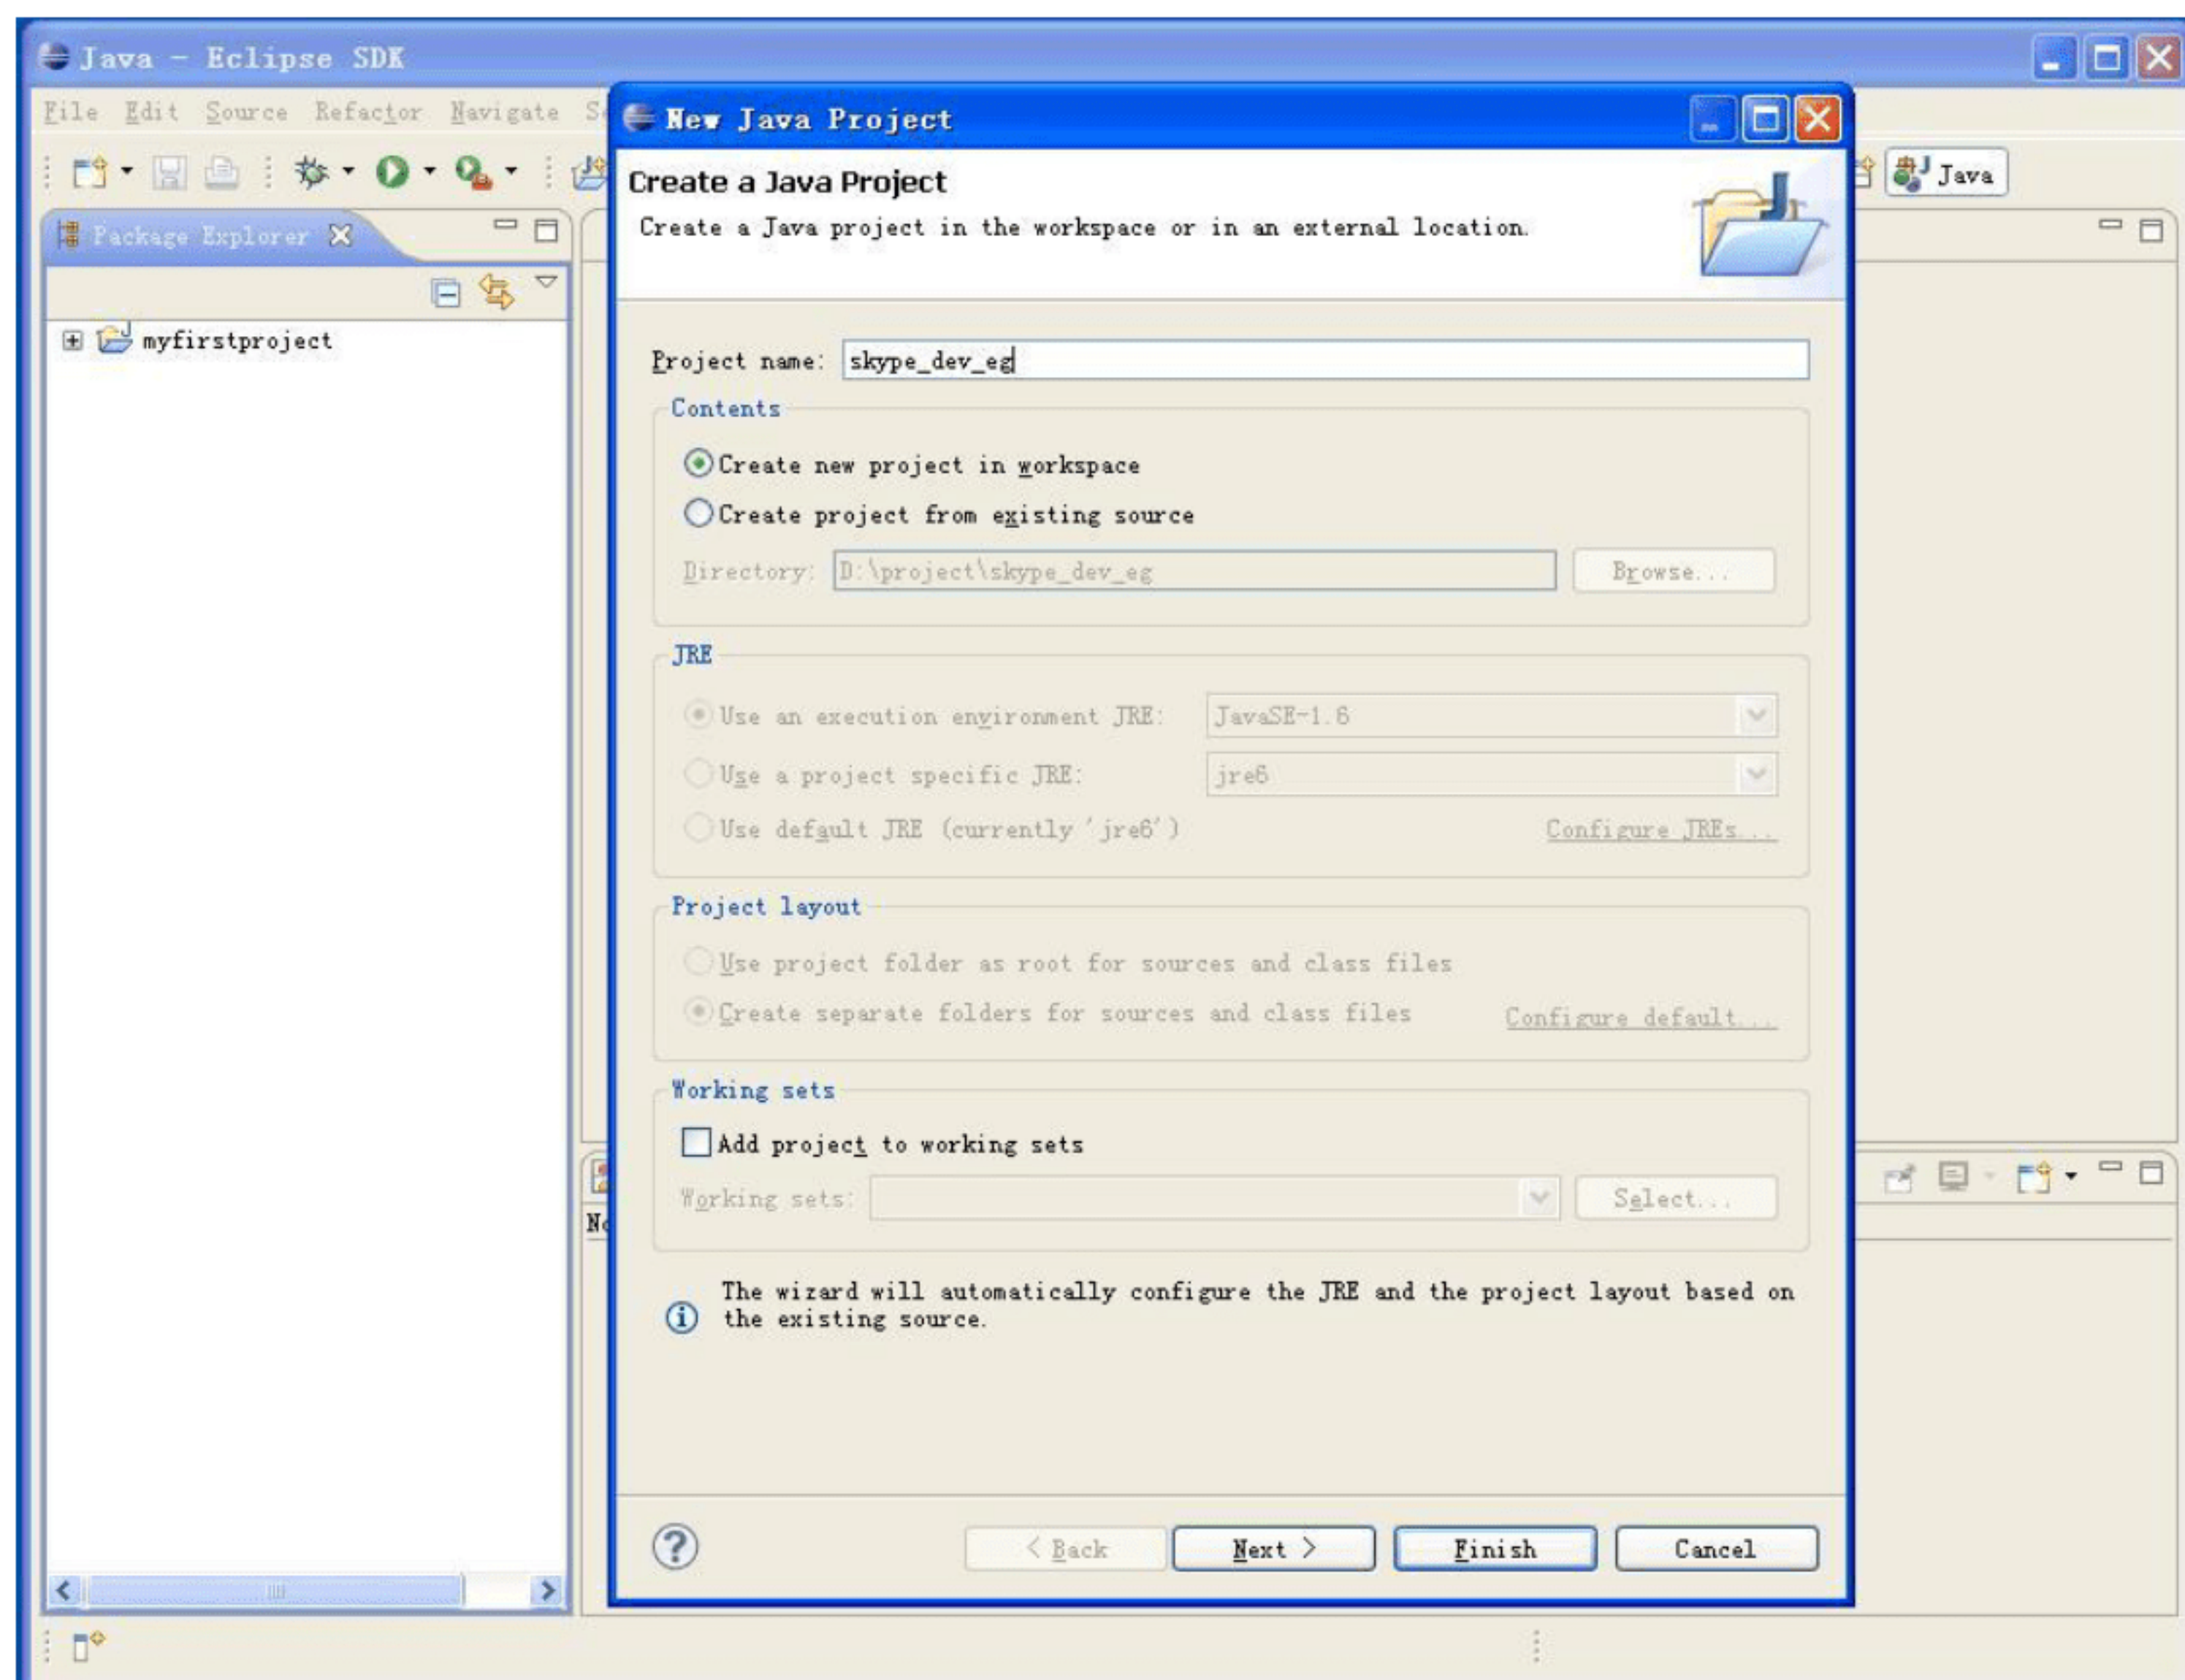 Java - Eclipse SDK
File Edit Source Refactor Navigate
New Java Project
Create a Java Project
Create a Java project in the workspace or in an external location.
Java
Package Explorer
myfirstproject
Project name: skype_dev_eg
Contents
Create new project in workspace
Create project from existing source
Directory: D:\project\skype_dev_eg Browse...
JRE
Use an execution environment JRE: JavaSE-1.6
Use a project specific JRE: jre6
Use default JRE (currently 'jre6') Configure JREs...
Project layout
Use project folder as root for sources and class files
Create separate folders for sources and class files Configure default...
Working sets
Add project to working sets
Working sets: Select...
The wizard will automatically configure the JRE and the project layout based on
the existing source.
< Back Next > Finish Cancel